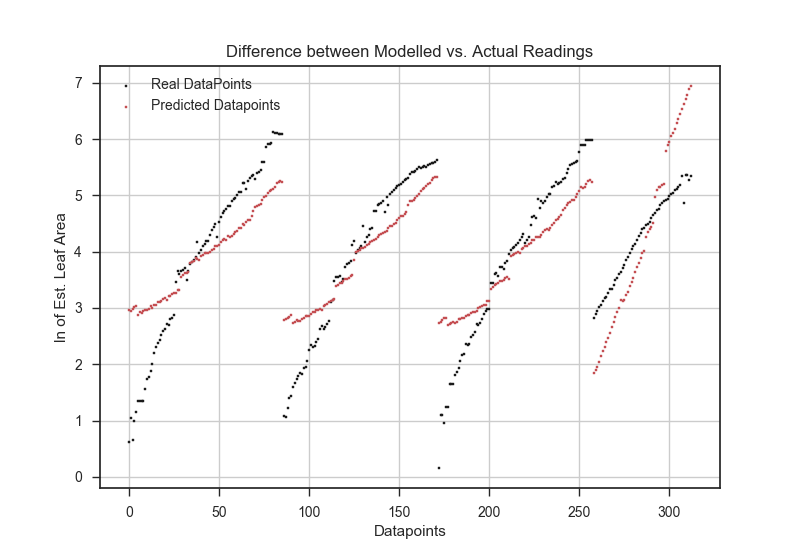 Difference between Modelled vs. Actual Readings
Real DataPoints
Predicted Datapoints
ln of Est. Leaf Area
7
6
5
4
3
2
1
0
0 50 100 150 200 250 300
Datapoints